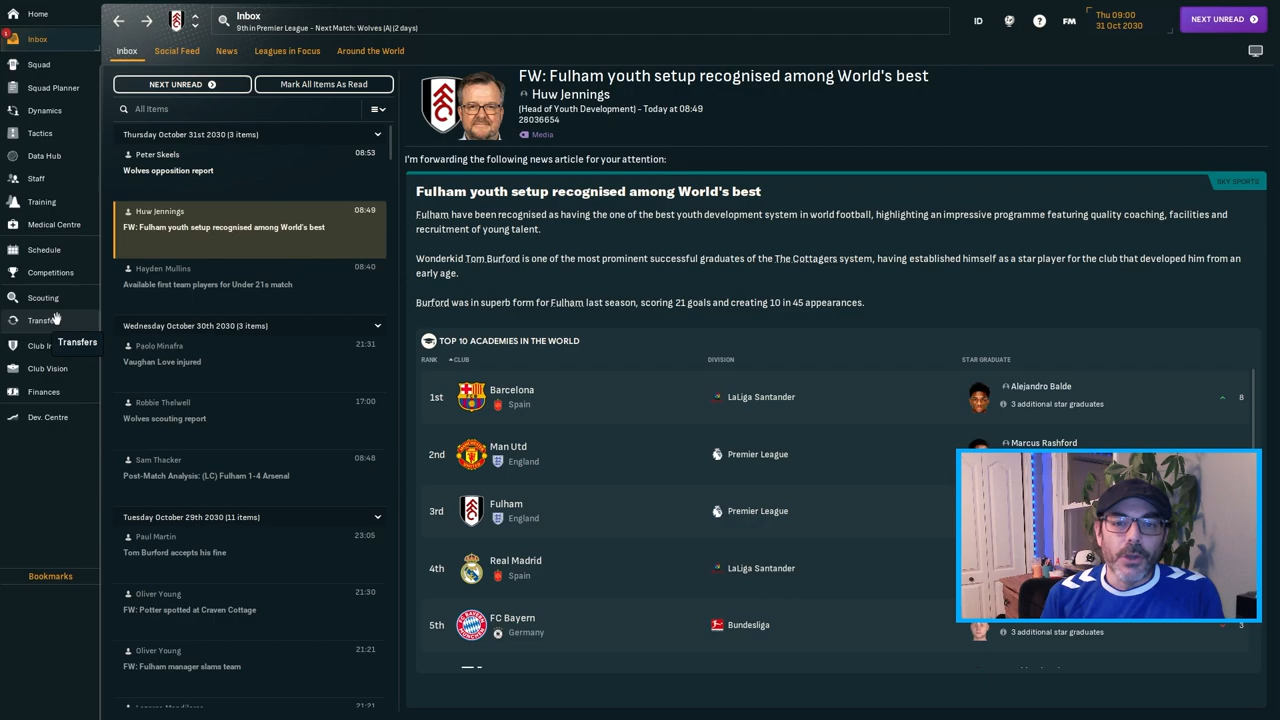 Home
1
Inbox
Squad
Squad Planner
Dynamics
Tactics
Data Hub
Staff
Training
Medical Centre
Schedule
Competitions
Scouting
Transfers
Club
Club Vision
Finances
Dev. Centre
Bookmarks
Inbox
9th in Premier League - Next Match: Wolves (A) (2 days)
ID
?
FM
Thu 09:00
31 Oct 2030
NEXT UNREAD
Inbox
Social Feed
News
Leagues in Focus
Around the World
NEXT UNREAD
Mark All Items As Read
All Items
Thursday October 31st 2030 (3 items)
Peter Skeels
08:53
Wolves opposition report
Huw Jennings
08:49
FW: Fulham youth setup recognised among World's best
Hayden Mullins
08:40
Available first team players for Under 21s match
Wednesday October 30th 2030 (3 items)
Paolo Minafra
21:31
Vaughan Love injured
Robbie Thelwell
17:00
Wolves scouting report
Sam Thacker
08:48
Post-Match Analysis: (LC) Fulham 1-4 Arsenal
Tuesday October 29th 2030 (11 items)
Paul Martin
23:05
Tom Burford accepts his fine
Oliver Young
21:30
FW: Potter spotted at Craven Cottage
Oliver Young
21:21
FW: Fulham manager slams team
21:21
FW: Fulham youth setup recognised among World's best
Huw Jennings
(Head of Youth Development) - Today at 08:49
28036654
Media
I'm forwarding the following news article for your attention:
SKY SPORTS
Fulham youth setup recognised among World's best
Fulham have been recognised as having the one of the best youth development system in world football, highlighting an impressive programme featuring quality coaching, facilities and
recruitment of young talent.
Wonderkid Tom Burford is one of the most prominent successful graduates of the The Cottagers system, having established himself as a star player for the club that developed him from an
early age.
Burford was in superb form for Fulham last season, scoring 21 goals and creating 10 in 45 appearances.
TOP 10 ACADEMIES IN THE WORLD
RANK
CLUB
DIVISION
STAR GRADUATE
1st
Barcelona
Spain
LaLiga Santander
Alejandro Balde
3 additional star graduates
8
2nd
Man Utd
England
Premier League
Marcus Rashford
3rd
Fulham
England
Premier League
4th
Real Madrid
Spain
LaLiga Santander
5th
FC Bayern
Germany
Bundesliga
3 additional star graduates
3